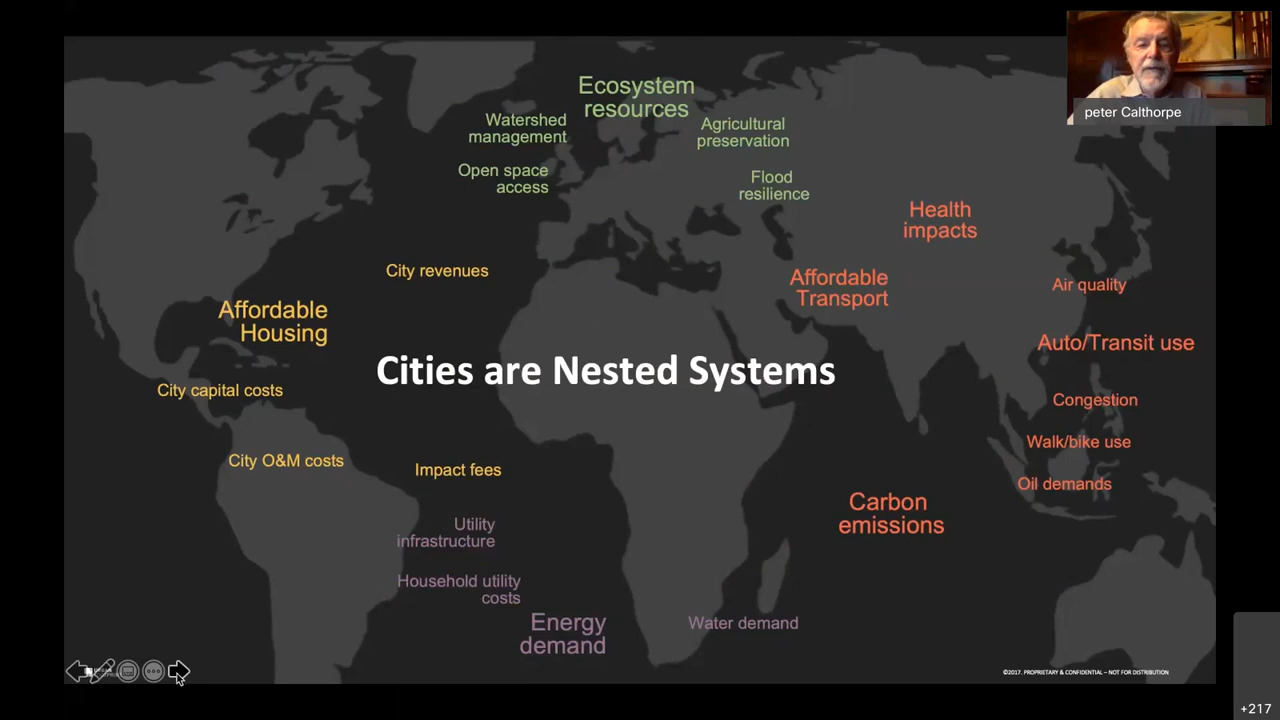 peter Calthorpe
Ecosystem
resources
Watershed
management
Agricultural
preservation
Open space
access
Flood
resilience
Health
impacts
City revenues
Affordable
Transport
Air quality
Affordable
Housing
Auto/Transit use
Cities are Nested Systems
City capital costs
Congestion
Walk/bike use
City O&M costs
Impact fees
Oil demands
Carbon
emissions
Utility
infrastructure
Household utility
costs
Energy
demand
Water demand
©2017. PROPRIETARY & CONFIDENTIAL – NOT FOR DISTRIBUTION
+217